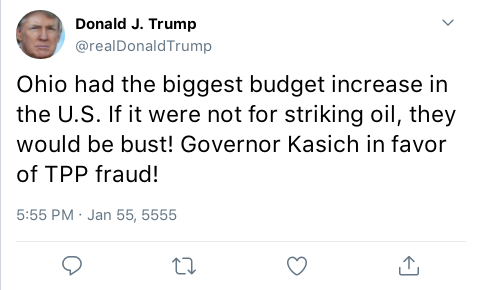 Donald J. Trump
@realDonaldTrump
Ohio had the biggest budget increase in
the U.S. If it were not for striking oil, they
would be bust! Governor Kasich in favor
of TPP fraud!
5:55 PM · Jan 55, 5555